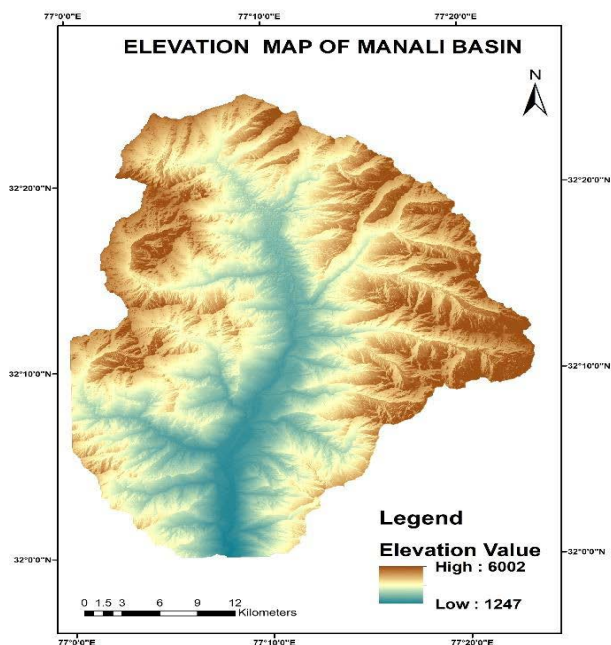 77°0'0"E 77°10'0"E 77°20'0"E
ELEVATION MAP OF MANALI BASIN
N
32°20'0"N 32°20'0"N
32°10'0"N 32°10'0"N
32°0'0"N 32°0'0"N
Legend
Elevation Value
High : 6002
Low : 1247
0 1.5 3 6 9 12
Kilometers
77°0'0"E 77°10'0"E 77°20'0"E